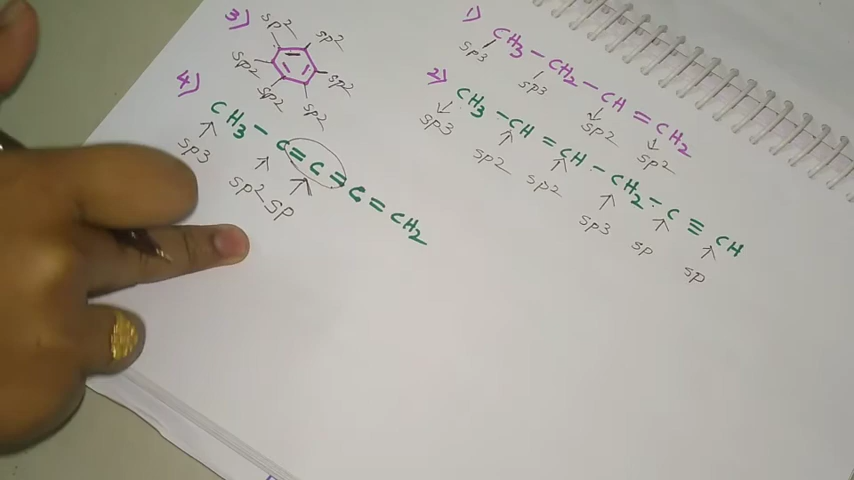 1) CH3 - CH2 - CH = CH2
sp3 sp3 sp2 sp2
2) CH3 - CH = CH - CH2 - C ≡ CH
sp3 sp2 sp2 sp3 sp sp
3) sp2 sp2 sp2 sp2 sp2 sp2
4) CH3 - C = C = C = CH2
sp3 sp2 sp